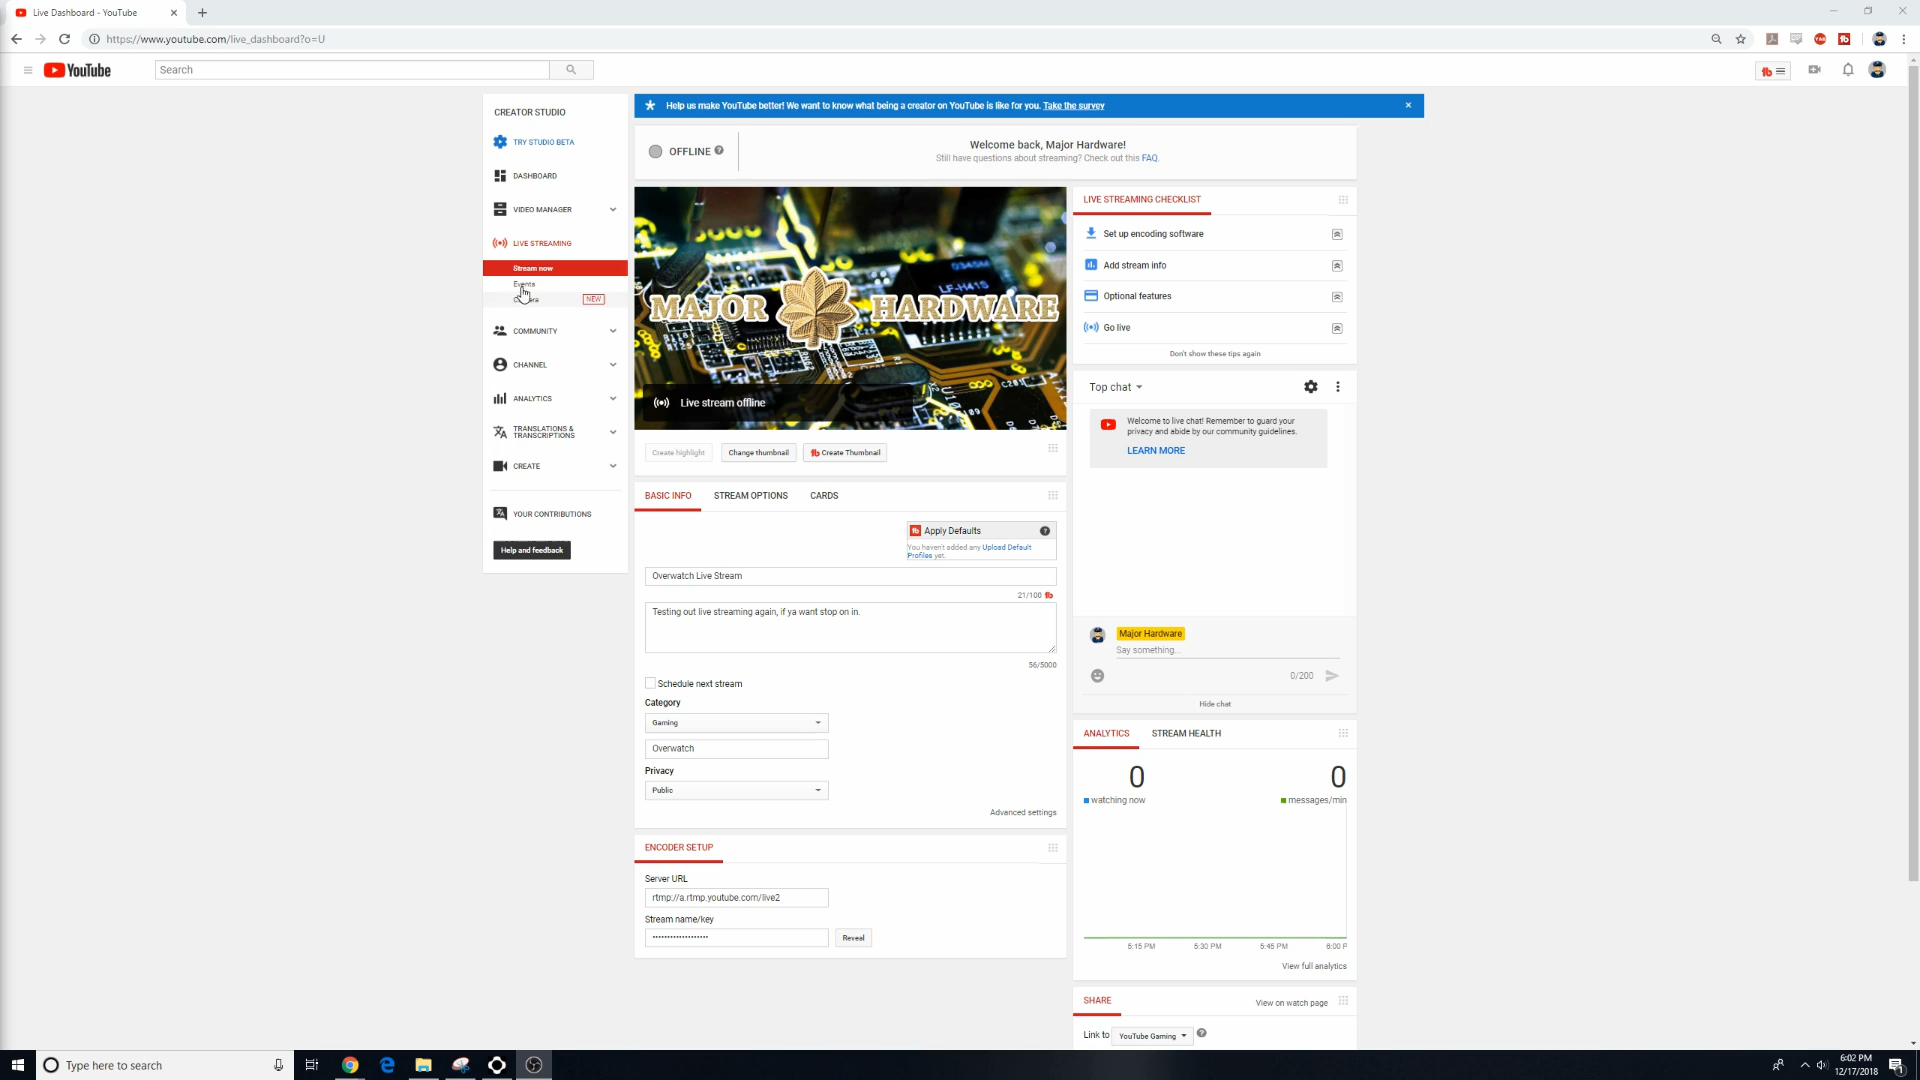 Live Dashboard - YouTube
https://www.youtube.com/live_dashboard?o=U
YouTube
Search
CREATOR STUDIO
TRY STUDIO BETA
DASHBOARD
VIDEO MANAGER
LIVE STREAMING
Stream now
Events
NEW
COMMUNITY
CHANNEL
ANALYTICS
TRANSLATIONS &
TRANSCRIPTIONS
CREATE
YOUR CONTRIBUTIONS
Help and feedback
Help us make YouTube better! We want to know what being a creator on YouTube is like for you. Take the survey
OFFLINE
Welcome back, Major Hardware!
Still have questions about streaming? Check out this FAQ.
MAJOR HARDWARE
Live stream offline
Create highlight
Change thumbnail
Create Thumbnail
BASIC INFO
STREAM OPTIONS
CARDS
Apply Defaults
You haven't added any Upload Default
Profiles yet.
Overwatch Live Stream
21/100
Testing out live streaming again, if ya want stop on in.
56/5000
Schedule next stream
Category
Gaming
Overwatch
Privacy
Public
Advanced settings
ENCODER SETUP
Server URL
rtmp://a.rtmp.youtube.com/live2
Stream name/key
Reveal
LIVE STREAMING CHECKLIST
Set up encoding software
Add stream info
Optional features
Go live
Don't show these tips again
Top chat
Welcome to live chat! Remember to guard your
privacy and abide by our community guidelines.
LEARN MORE
Major Hardware
Say something...
0/200
Hide chat
ANALYTICS
STREAM HEALTH
0
watching now
0
messages/min
5:15 PM 5:30 PM 5:45 PM 6:00 P
View full analytics
SHARE
View on watch page
Link to YouTube Gaming
Type here to search
6:02 PM
12/17/2018